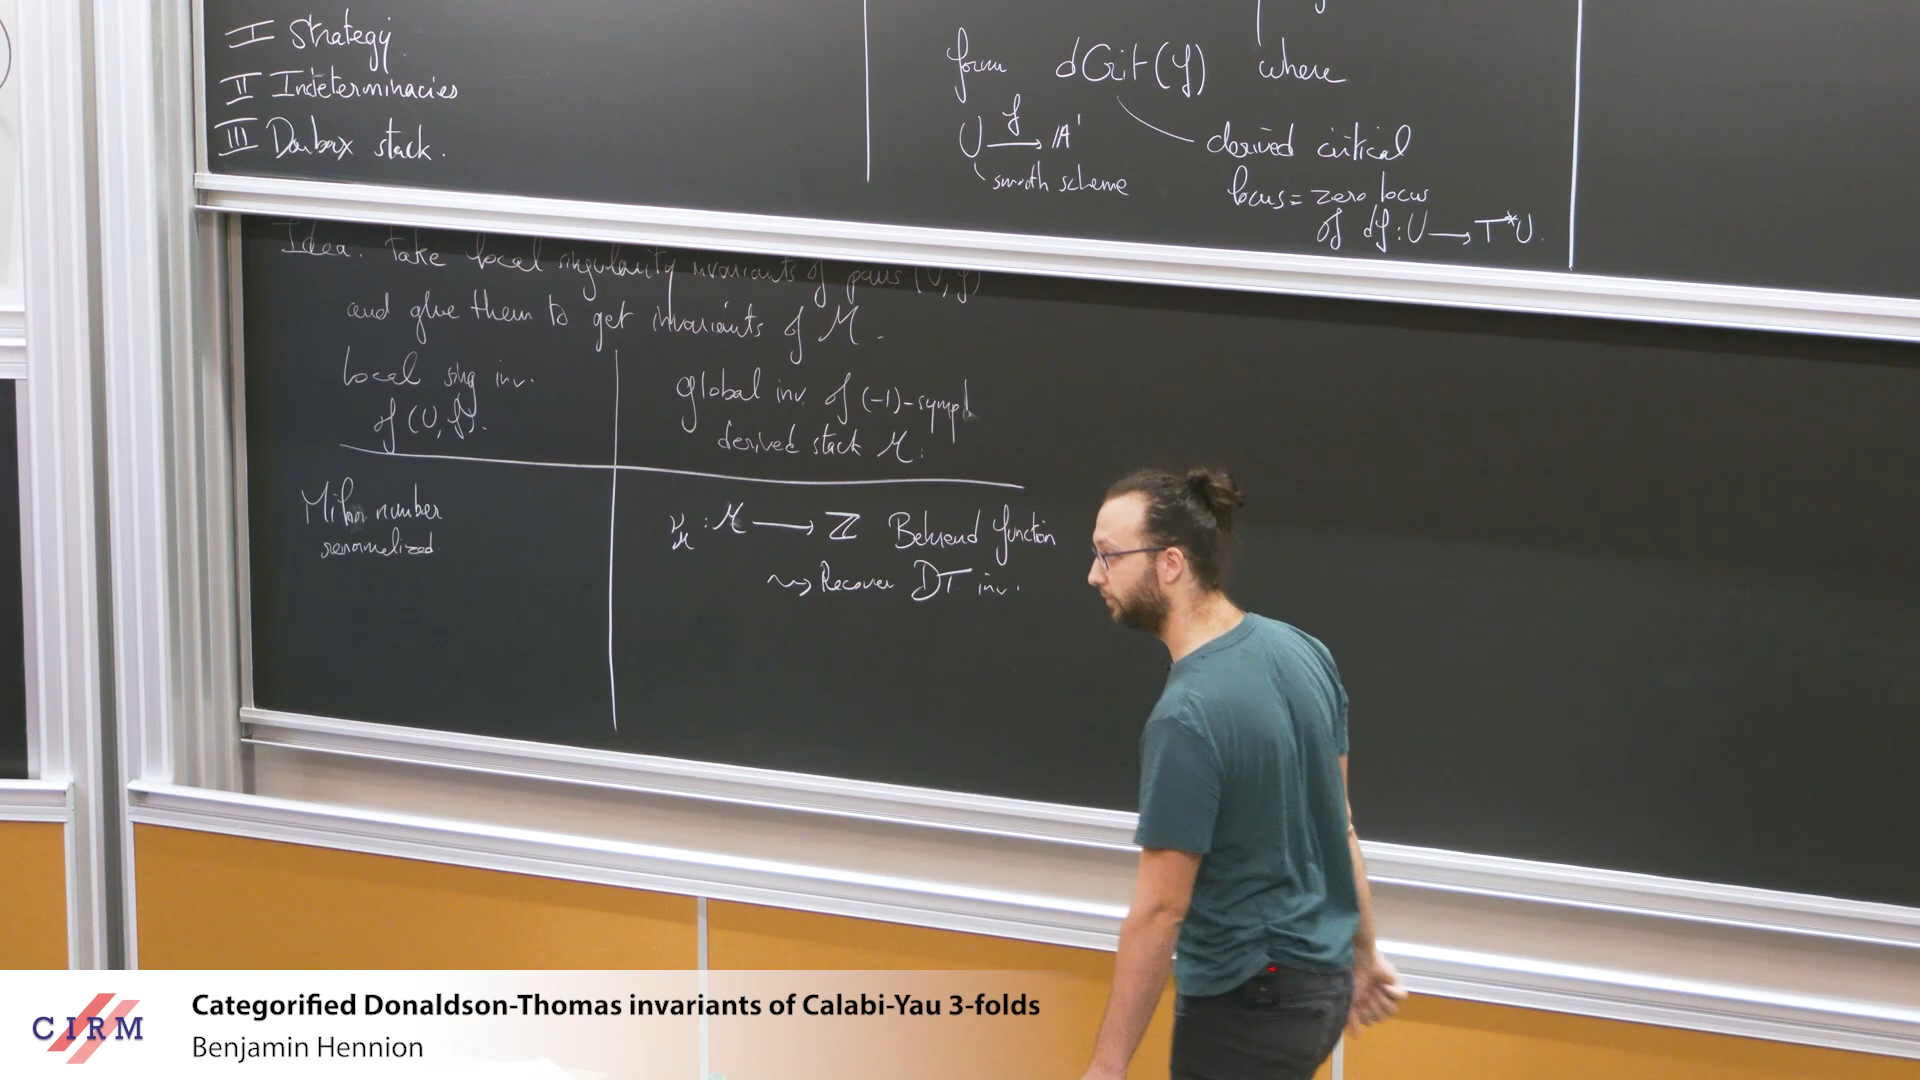 I Strategy
II Indeterminacies
III Darboux stack.
form dCrit(f) where
U —f→ A¹
smooth scheme
derived critical
locus = zero locus
of df : U → T*U.
Idea. Take local singularity invariants of pairs (U, f)
and glue them to get invariants of M.
Local sing inv.
of (U, f).
Global inv. of (-1)-sympl
derived stack M.
Milnor number
renormalized
ν_M : M → ℤ Behrend function
⇝ Recover DT inv.
CIRM
Categorified Donaldson-Thomas invariants of Calabi-Yau 3-folds
Benjamin Hennion